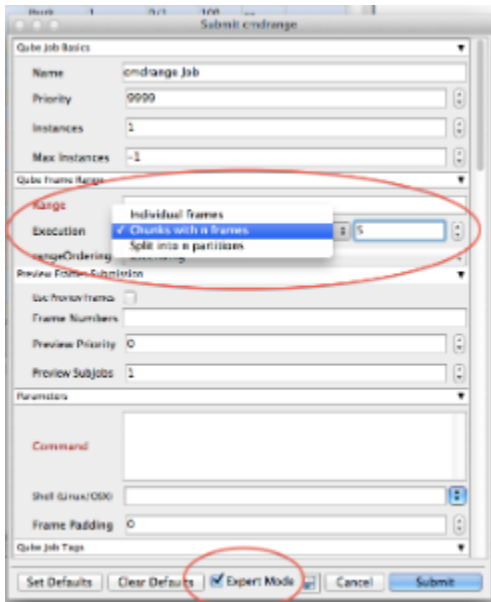 Submit cmdrange
Qube Job Basics
Name cmdrange Job
Priority 9999
Instances 1
Max Instances -1
Qube Frame Range
Range
Individual frames
Execution ✓ Chunks with n frames 5
Split into n partitions
rangeOrdering
Preview Frames Submission
Use Preview Frames
Frame Numbers
Preview Priority 0
Preview Subjobs 1
Parameters
Command
Shell (Linux/OSX)
Frame Padding 0
Qube Job Tags
Set Defaults Clear Defaults Expert Mode Cancel Submit